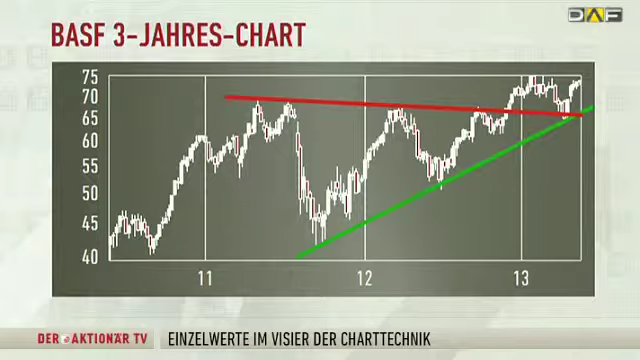 DAF
BASF 3-JAHRES-CHART
75
70
65
60
55
50
45
40
11 12 13
DER AKTIONÄR TV EINZELWERTE IM VISIER DER CHARTTECHNIK